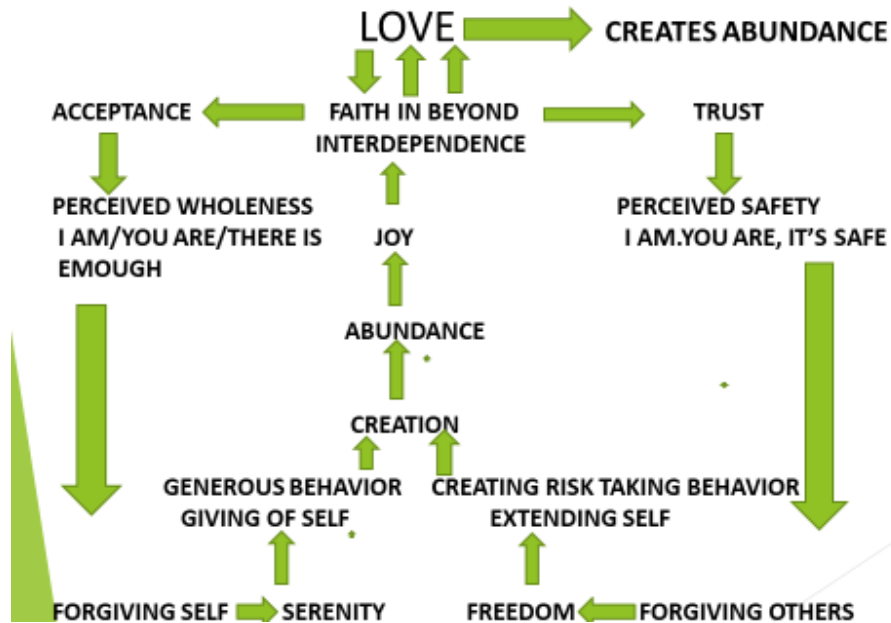 LOVE
CREATES ABUNDANCE
ACCEPTANCE
FAITH IN BEYOND
INTERDEPENDENCE
TRUST
PERCEIVED WHOLENESS
I AM/YOU ARE/THERE IS
EMOUGH
JOY
PERCEIVED SAFETY
I AM.YOU ARE, IT'S SAFE
ABUNDANCE
CREATION
GENEROUS BEHAVIOR
GIVING OF SELF
CREATING RISK TAKING BEHAVIOR
EXTENDING SELF
FORGIVING SELF
SERENITY
FREEDOM
FORGIVING OTHERS